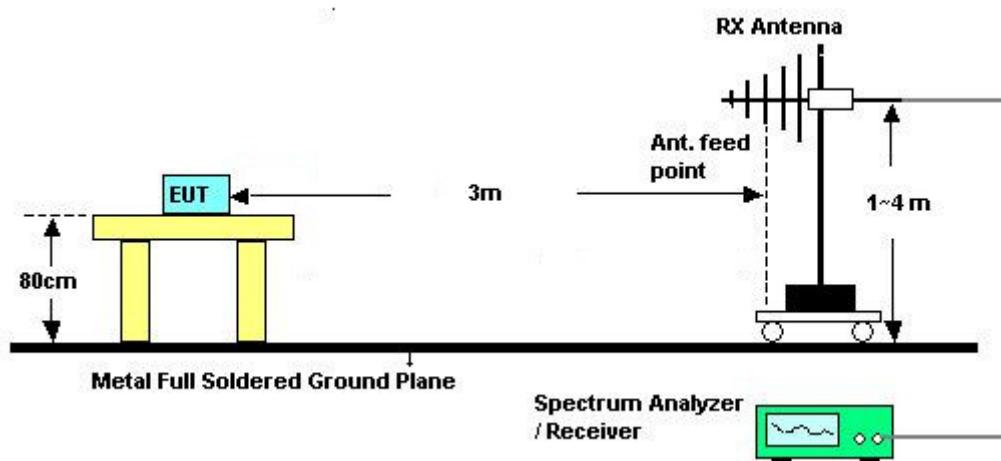 RX Antenna
Ant. feed
point
EUT
3m
1~4 m
80cm
Metal Full Soldered Ground Plane
Spectrum Analyzer
/ Receiver